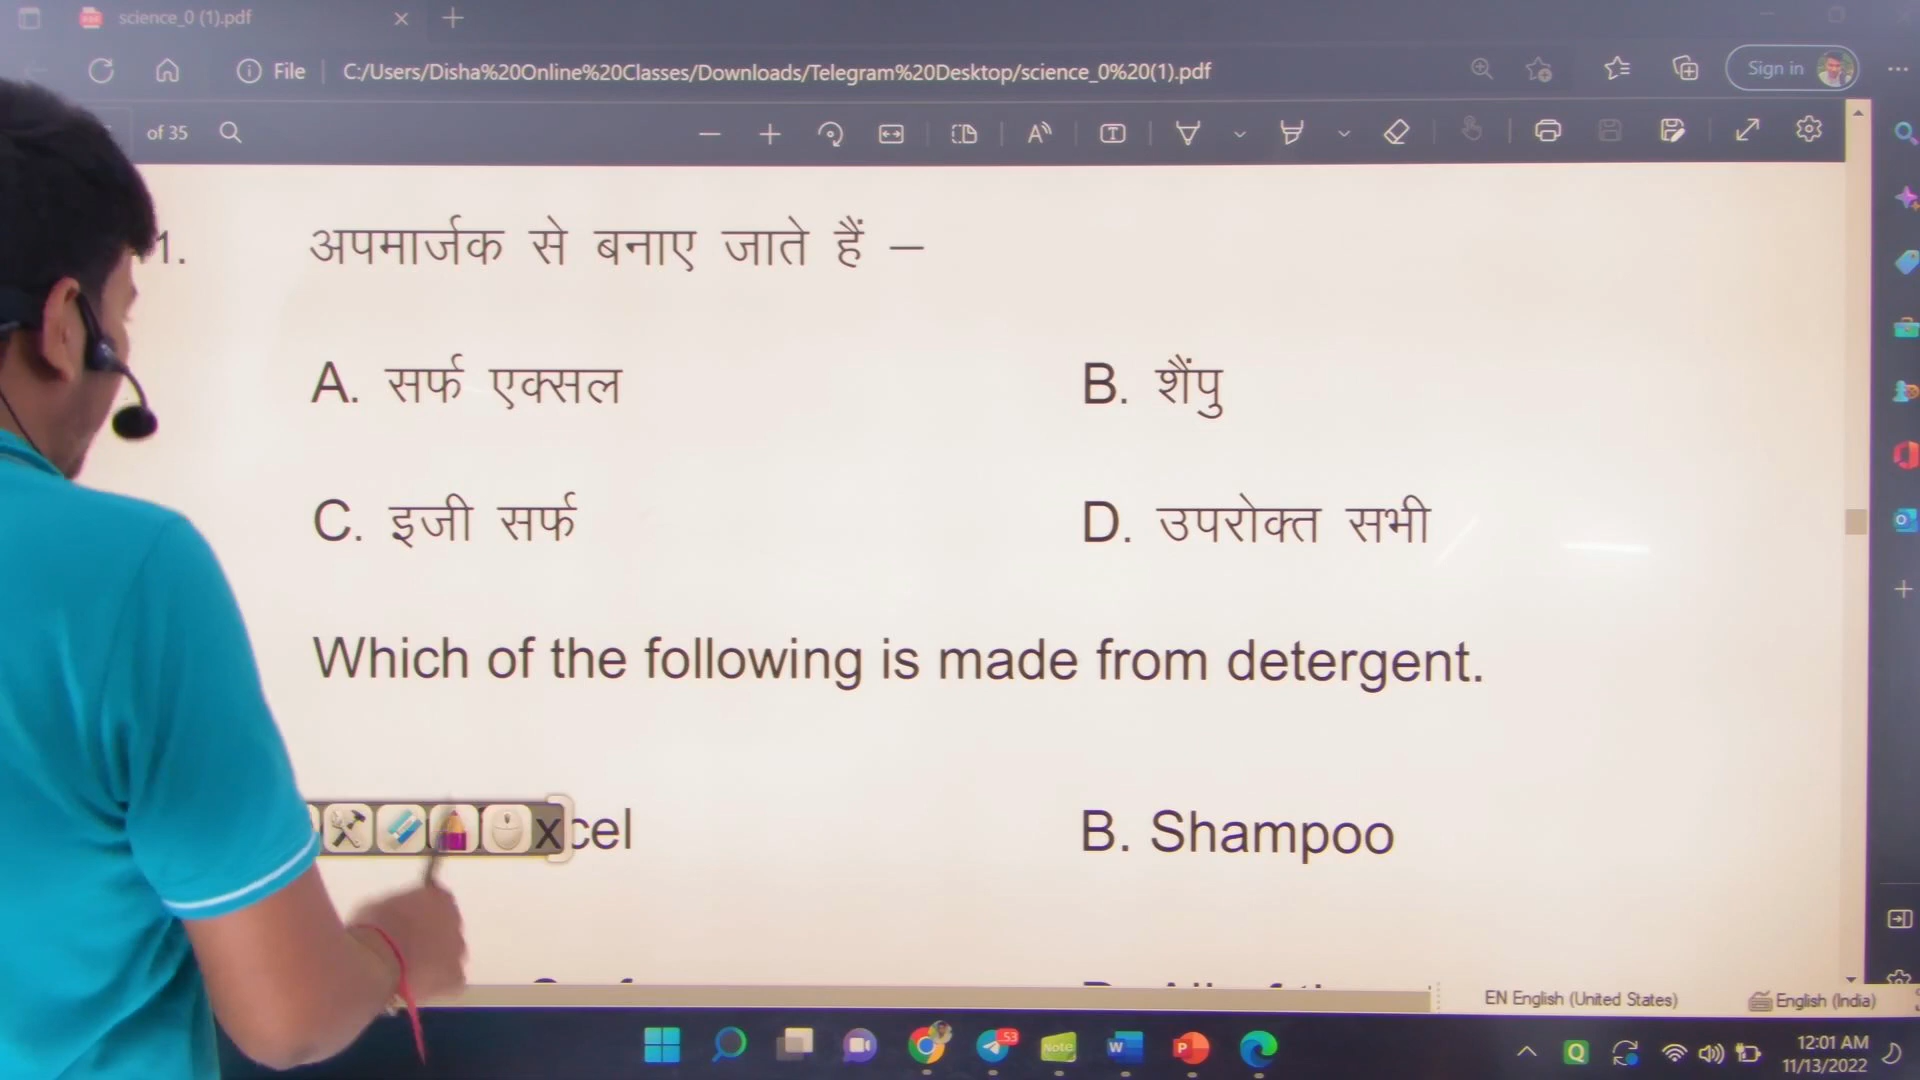 science_0 (1).pdf
File C:/Users/Disha%20Online%20Classes/Downloads/Telegram%20Desktop/science_0%20(1).pdf
Sign in
of 35
1. अपमार्जक से बनाए जाते हैं –
A. सर्फ एक्सल
B. शैंपु
C. इजी सर्फ
D. उपरोक्त सभी
Which of the following is made from detergent.
xcel
B. Shampoo
EN English (United States)
English (India)
53
Note
12:01 AM
11/13/2022